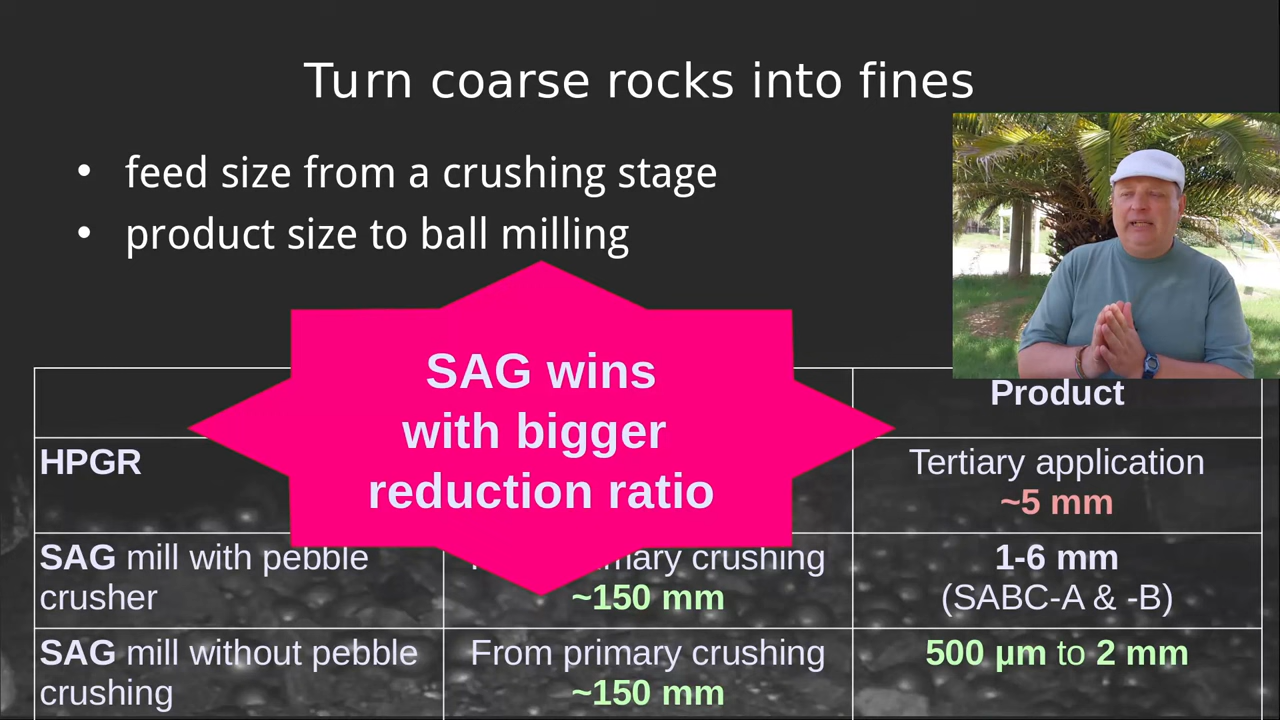 Turn coarse rocks into fines
• feed size from a crushing stage
• product size to ball milling
SAG wins
with bigger
reduction ratio
Product
HPGR
Tertiary application
~5 mm
SAG mill with pebble
crusher
crushing
~150 mm
1-6 mm
(SABC-A & -B)
SAG mill without pebble
crushing
From primary crushing
~150 mm
500 µm to 2 mm